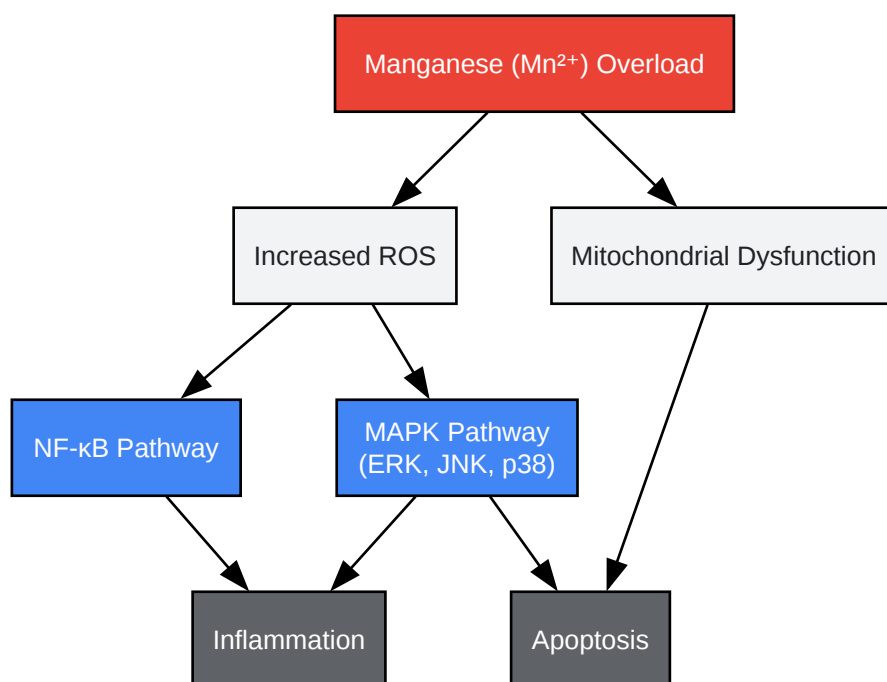 Manganese (Mn²⁺) Overload
Increased ROS
Mitochondrial Dysfunction
NF-κB Pathway
MAPK Pathway
(ERK, JNK, p38)
Inflammation
Apoptosis